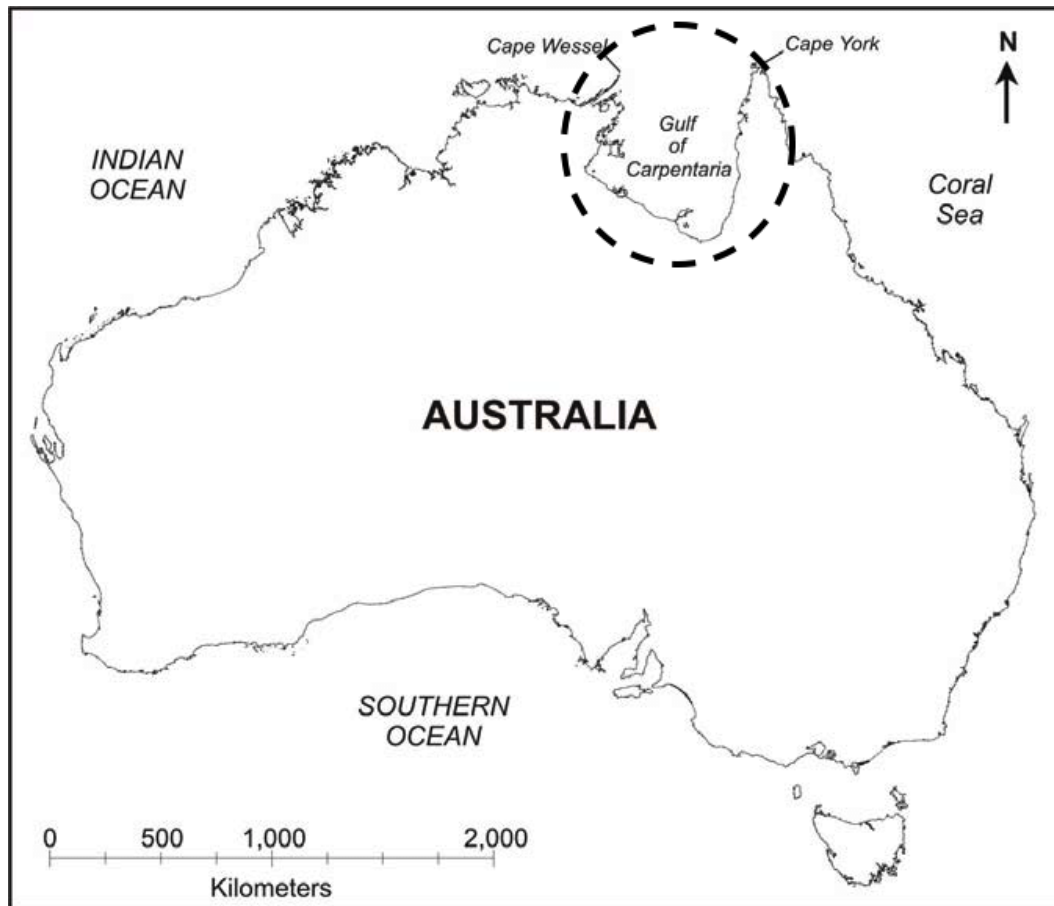 Cape Wessel
Cape York
N
INDIAN
OCEAN
Gulf
of
Carpentaria
Coral
Sea
AUSTRALIA
SOUTHERN
OCEAN
0 500 1,000 2,000
Kilometers